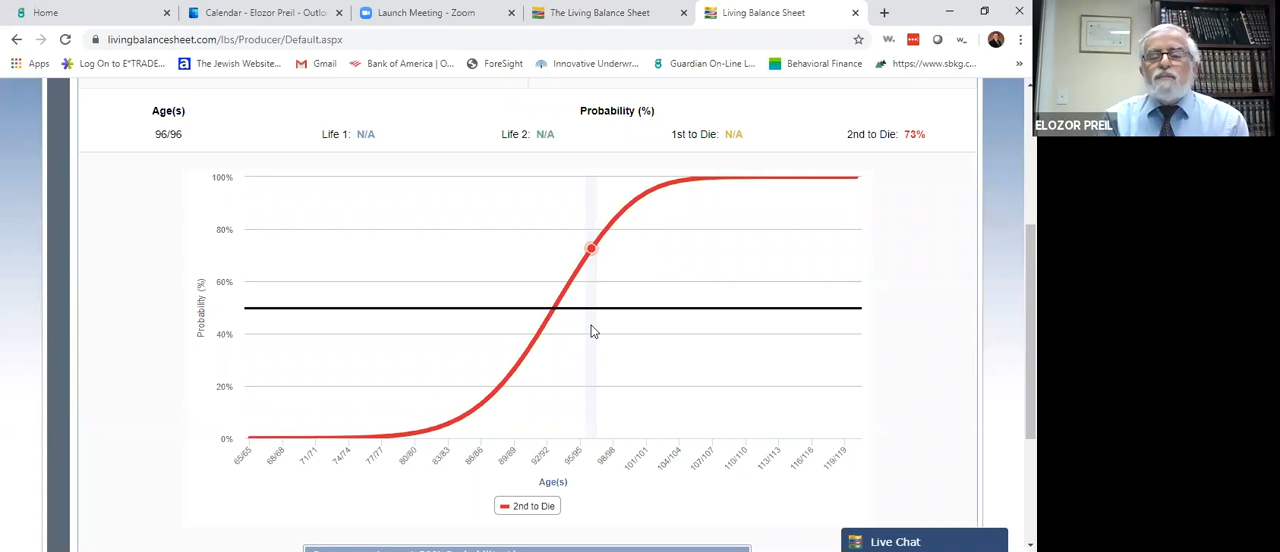 Home
Calendar - Elozor Preil - Outlo
Launch Meeting - Zoom
The Living Balance Sheet
Living Balance Sheet
livingbalancesheet.com/lbs/Producer/Default.aspx
Apps
Log On to E*TRADE...
The Jewish Website...
Gmail
Bank of America | O...
ForeSight
Innovative Underwr...
Guardian On-Line L...
Behavioral Finance
https://www.sbkg.c...
ELOZOR PREIL
Age(s)
Probability (%)
96/96
Life 1: N/A
Life 2: N/A
1st to Die: N/A
2nd to Die: 73%
100%
80%
60%
40%
20%
0%
Probability (%)
65/65
68/68
71/71
74/74
77/77
80/80
83/83
86/86
89/89
92/92
95/95
98/98
101/101
104/104
107/107
110/110
113/113
116/116
119/119
Age(s)
2nd to Die
Live Chat